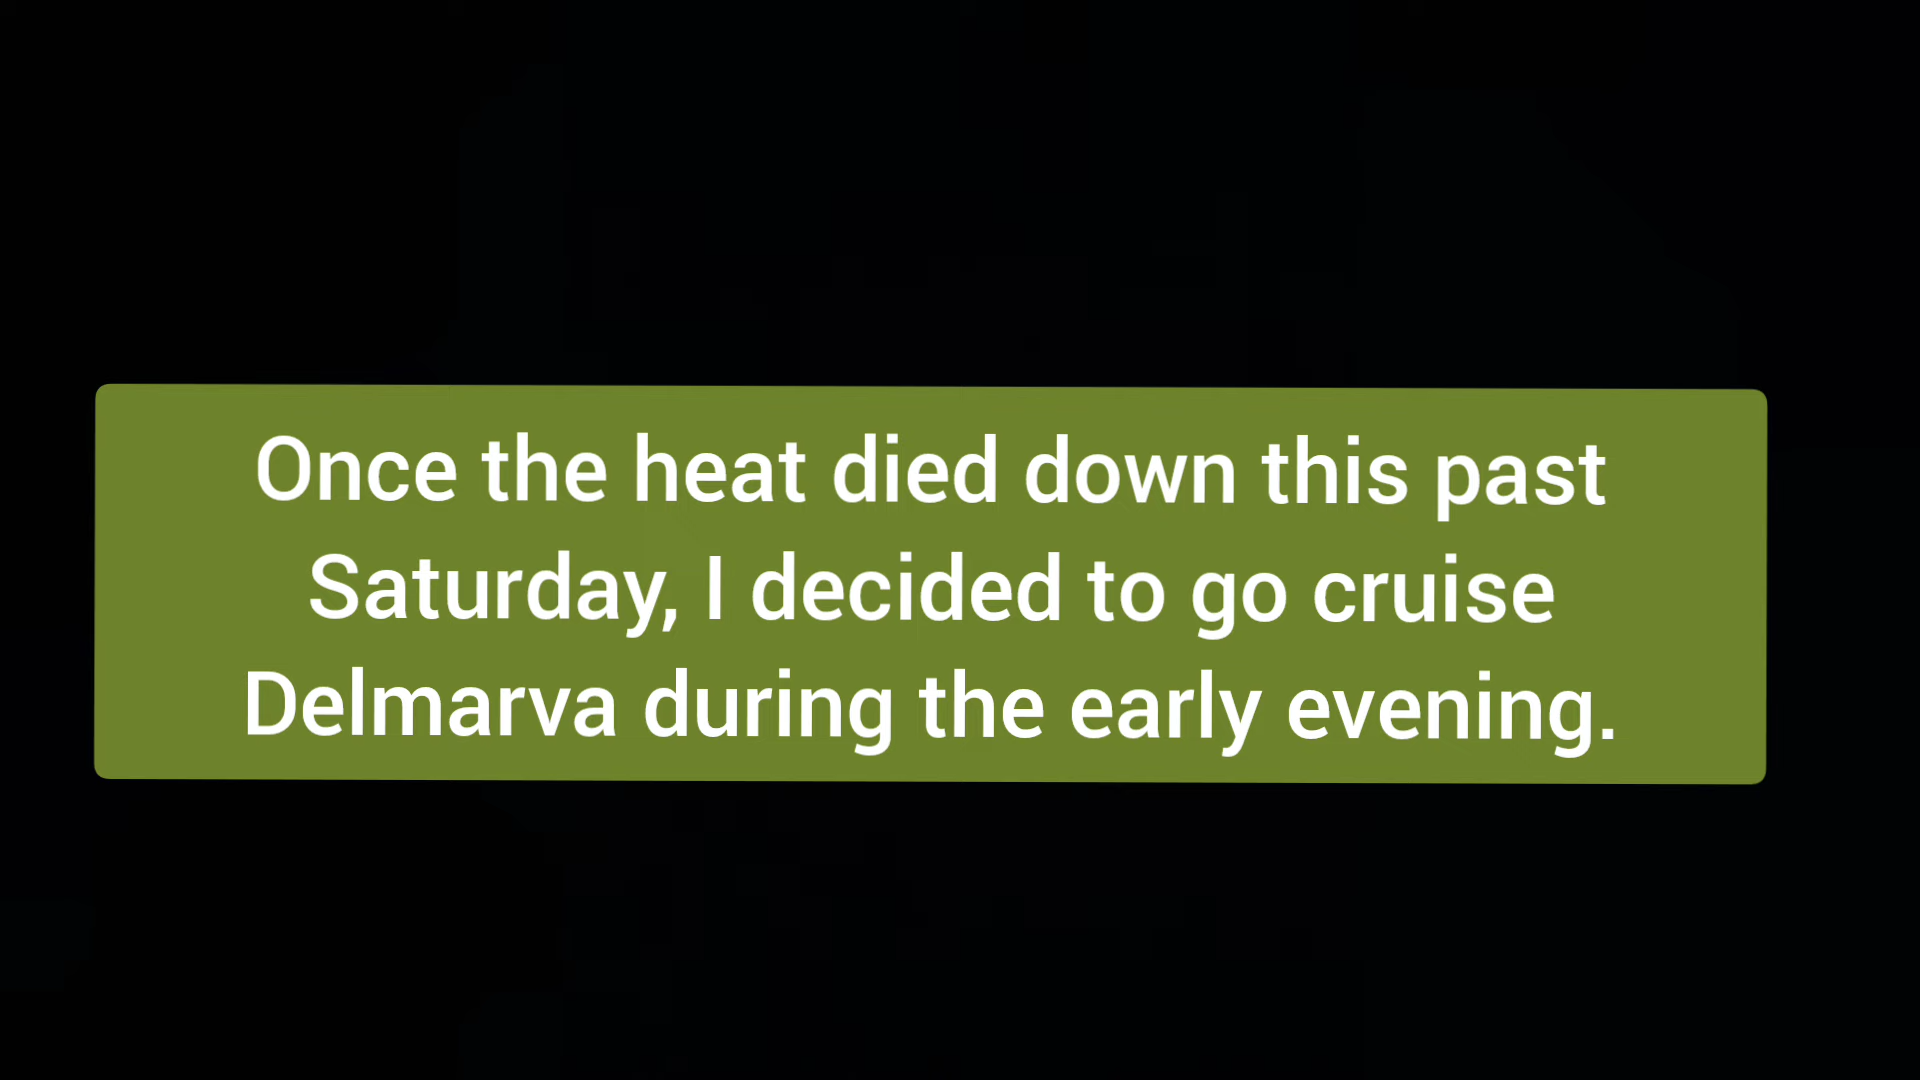 Once the heat died down this past
Saturday, I decided to go cruise
Delmarva during the early evening.